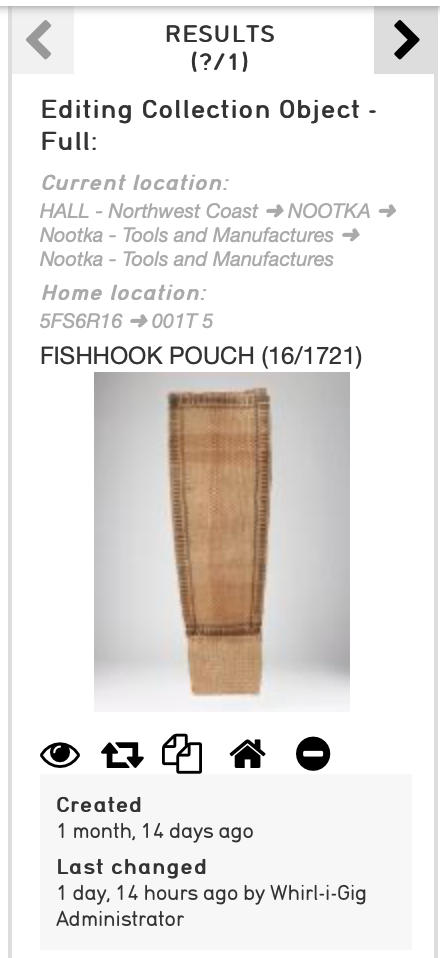 RESULTS
(?/1)
Editing Collection Object -
Full:
Current location:
HALL - Northwest Coast ➜ NOOTKA ➜
Nootka - Tools and Manufactures ➜
Nootka - Tools and Manufactures
Home location:
5FS6R16 ➜ 001T 5
FISHHOOK POUCH (16/1721)
Created
1 month, 14 days ago
Last changed
1 day, 14 hours ago by Whirl-i-Gig
Administrator